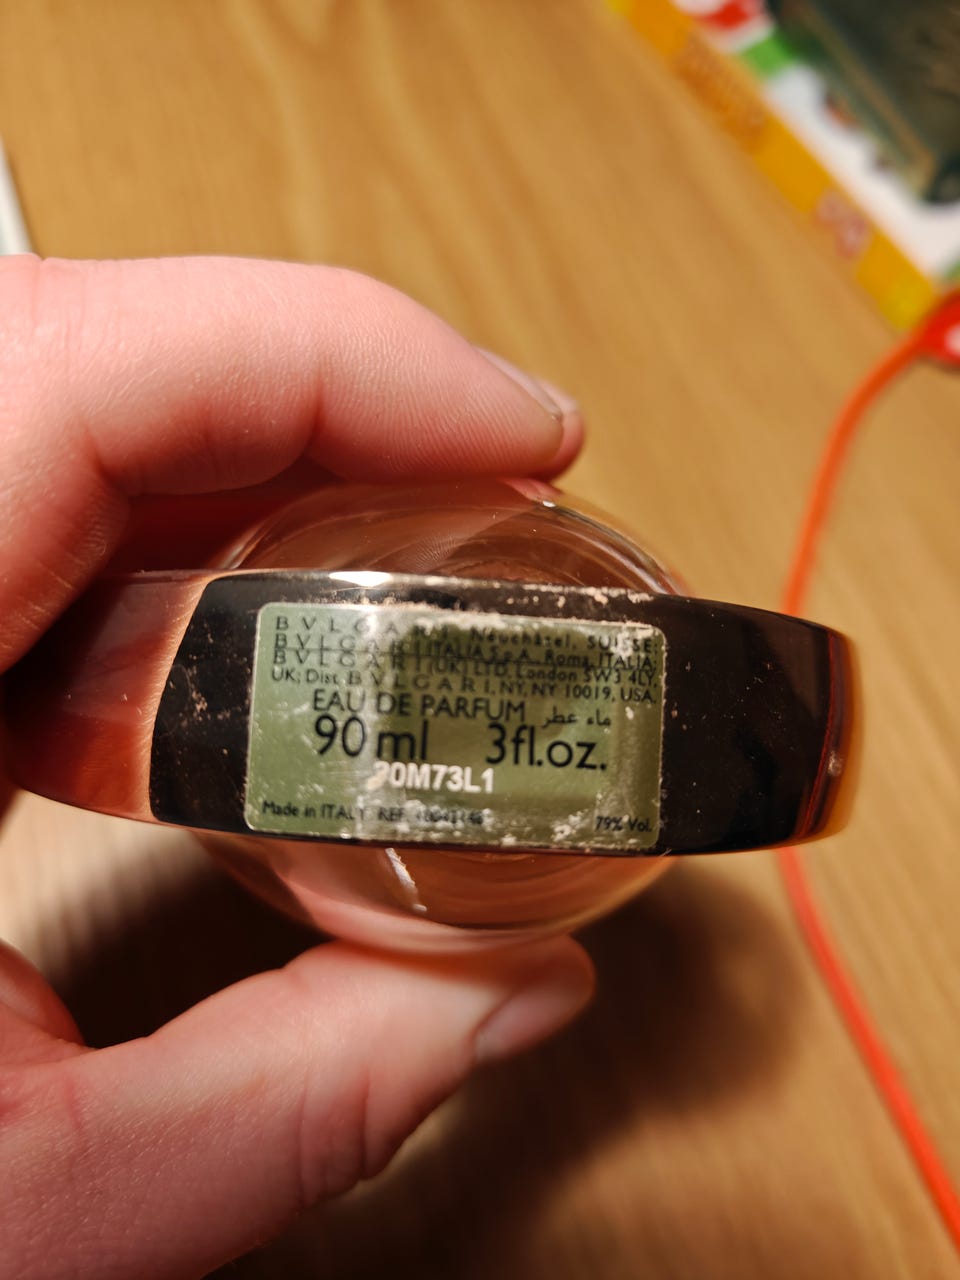 BVLGARI, Neuchâtel, SUISSE;
BVLGARI ITALIA S.p.A. Roma, ITALIA;
BVLGARI (UK) LTD, London SW3 4LY,
UK; Dist. BVLGARI, NY, NY 10019, USA.
EAU DE PARFUM ماء عطر
90 ml 3fl.oz.
0M73L1
Made in ITALY REF. 79% Vol.